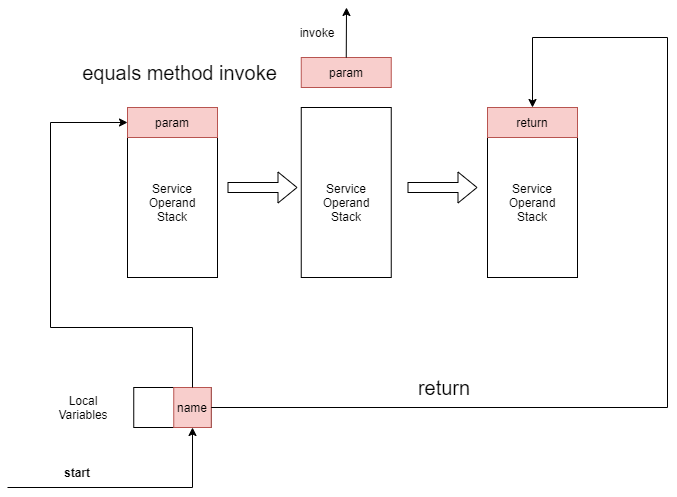 invoke
equals method invoke
param
param
return
Service
Operand
Stack
Service
Operand
Stack
Service
Operand
Stack
return
Local
Variables
name
start